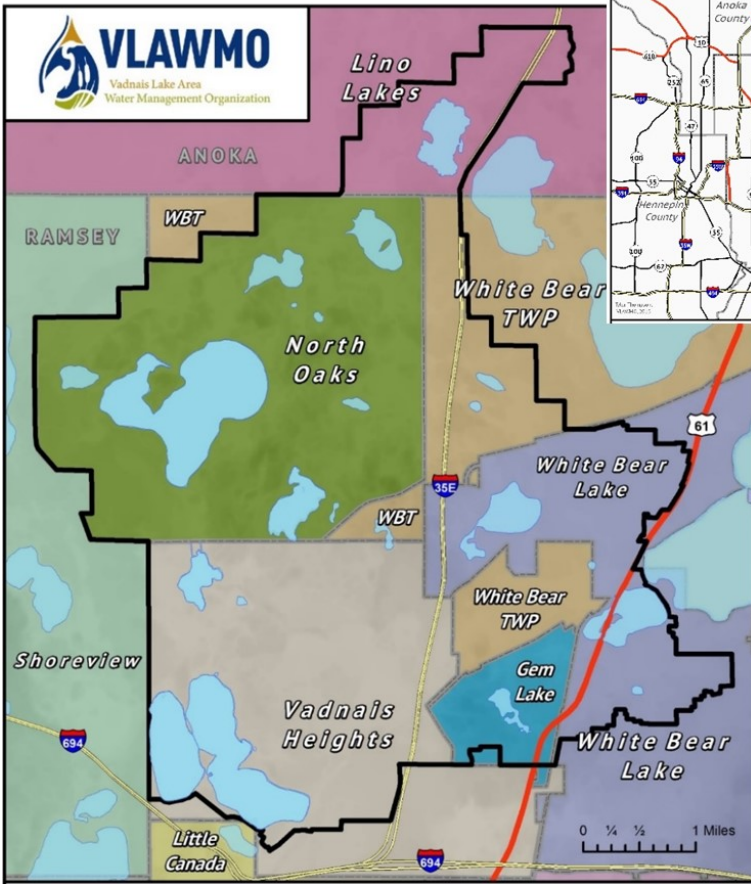 VLAWMO
Vadnais Lake Area
Water Management Organization
Anoka
County
Lino
Lakes
ANOKA
WBT
RAMSEY
Hennepin
County
White Bear
TWP
North
Oaks
61
White Bear
Lake
35E
WBT
White Bear
TWP
Shoreview
Gem
Lake
Vadnais
Heights
694
White Bear
Lake
Little
Canada
694
0 ¼ ½ 1 Miles